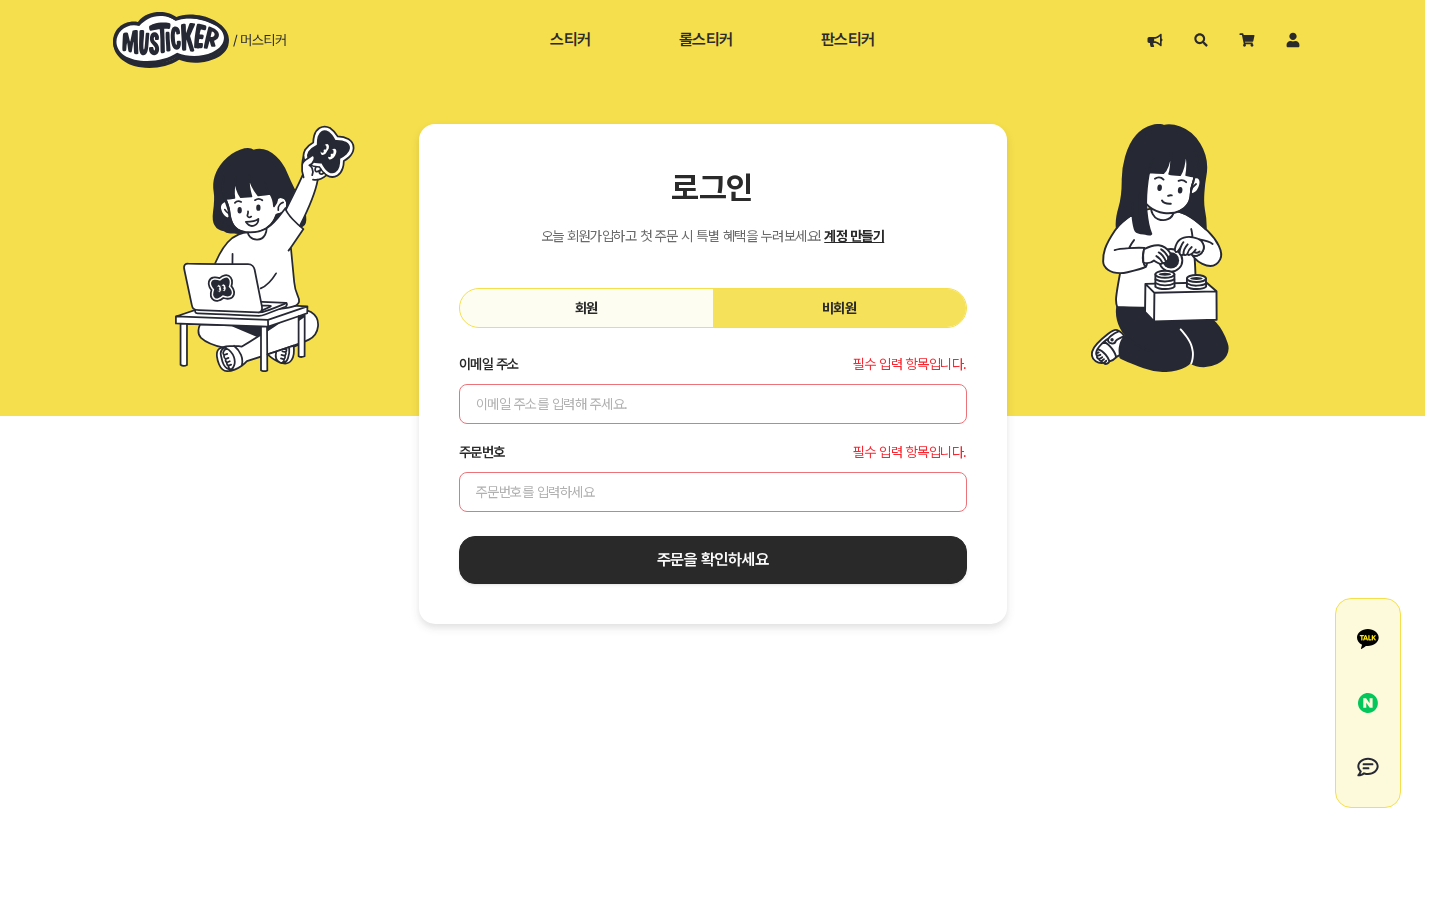 MUSTICKER / 머스티커
스티커 롤스티커 판스티커
로그인
오늘 회원가입하고 첫 주문 시 특별 혜택을 누려보세요! 계정 만들기
회원 비회원
이메일 주소 필수 입력 항목입니다.
이메일 주소를 입력해 주세요.
주문번호 필수 입력 항목입니다.
주문번호를 입력하세요
주문을 확인하세요
TALK
N